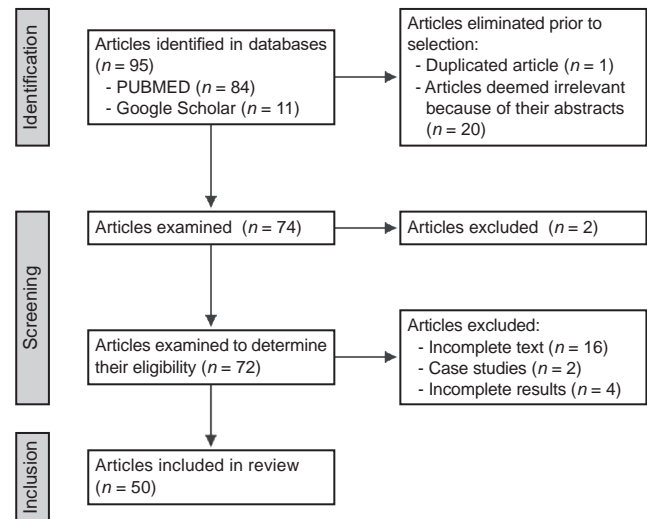 Identification
Articles identified in databases
(n = 95)
- PUBMED (n = 84)
- Google Scholar (n = 11)
Articles eliminated prior to
selection:
- Duplicated article (n = 1)
- Articles deemed irrelevant
because of their abstracts
(n = 20)
Screening
Articles examined (n = 74)
Articles excluded (n = 2)
Articles examined to determine
their eligibility (n = 72)
Articles excluded:
- Incomplete text (n = 16)
- Case studies (n = 2)
- Incomplete results (n = 4)
Inclusion
Articles included in review
(n = 50)